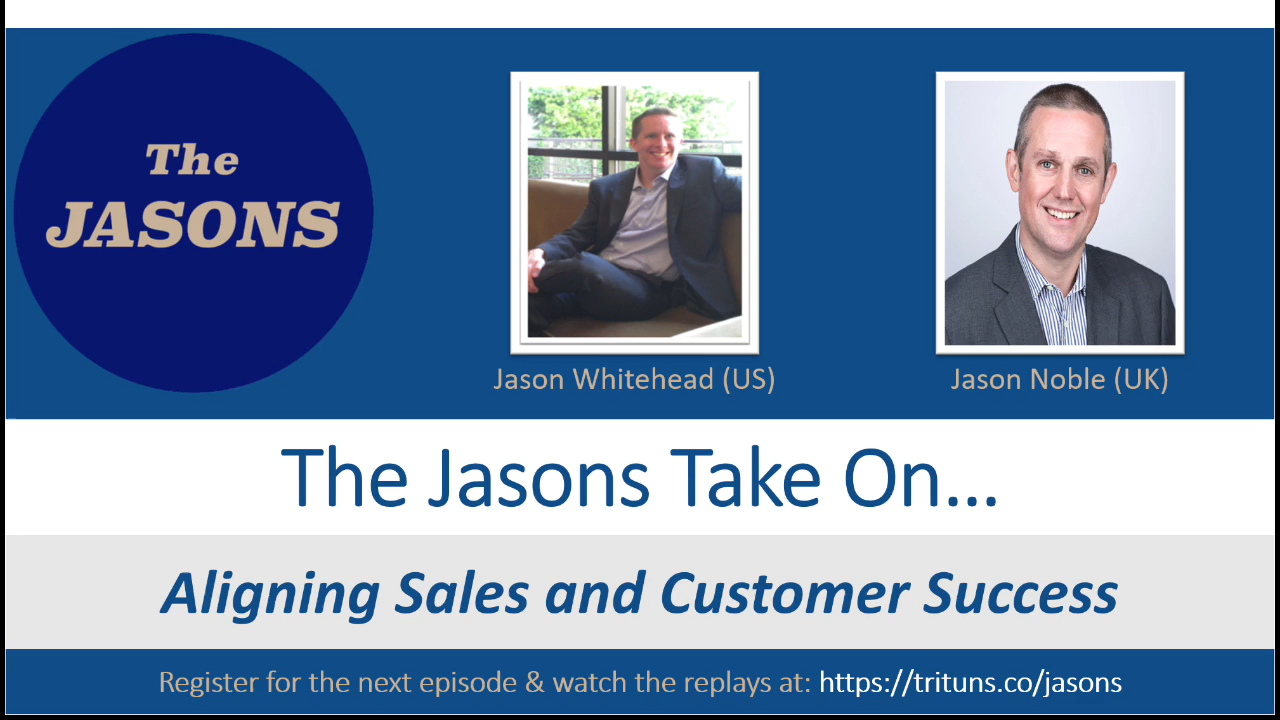 The
JASONS
Jason Whitehead (US)
Jason Noble (UK)
The Jasons Take On...
Aligning Sales and Customer Success
Register for the next episode & watch the replays at: https://trituns.co/jasons